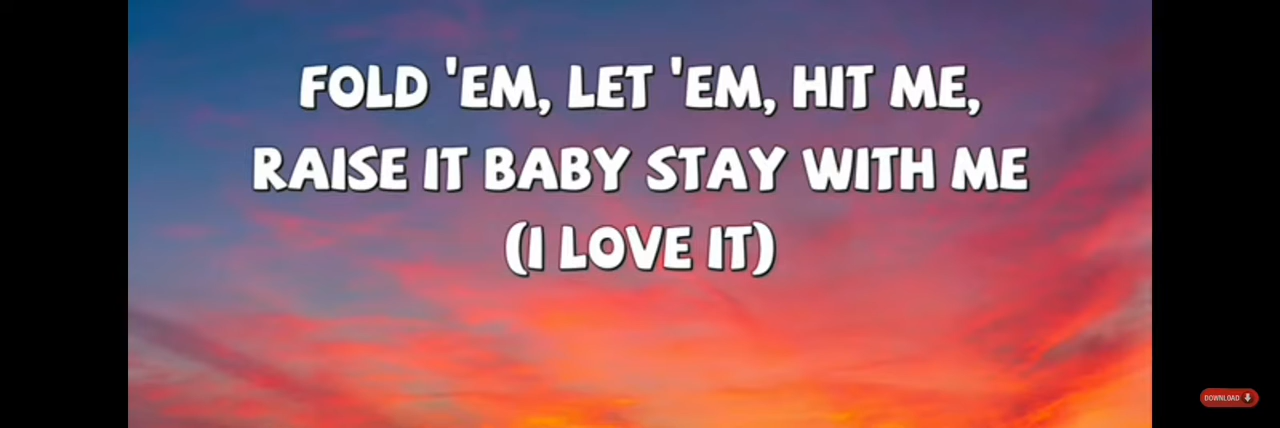 FOLD 'EM, LET 'EM, HIT ME,
RAISE IT BABY STAY WITH ME
(I LOVE IT)
DOWNLOAD